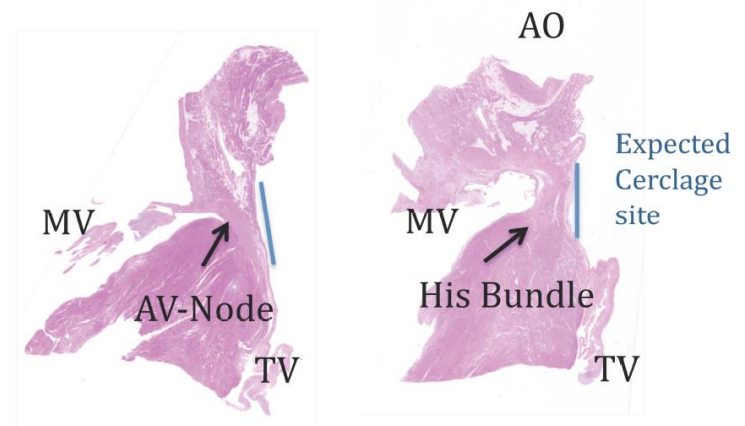 AO
Expected
Cerclage
site
MV
MV
AV-Node
His Bundle
TV
TV